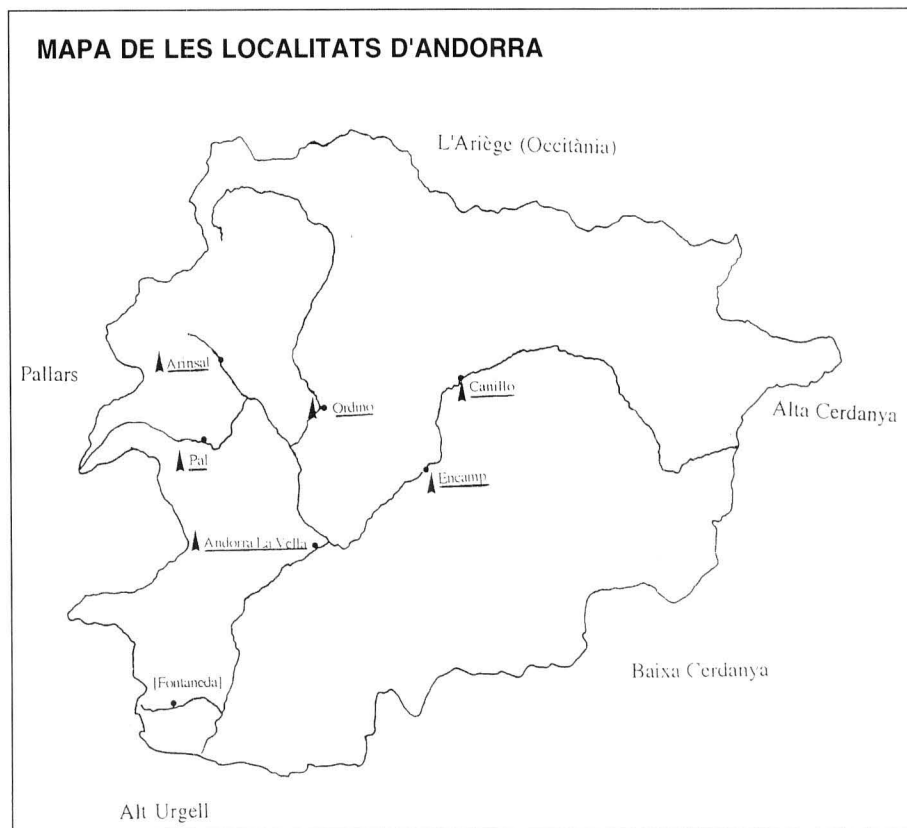 MAPA DE LES LOCALITATS D'ANDORRA
L'Ariège (Occitània)
Pallars
Arinsal
Canillo
Ordino
Alta Cerdanya
Pal
Encamp
Andorra La Vella
Baixa Cerdanya
[Fontaneda]
Alt Urgell